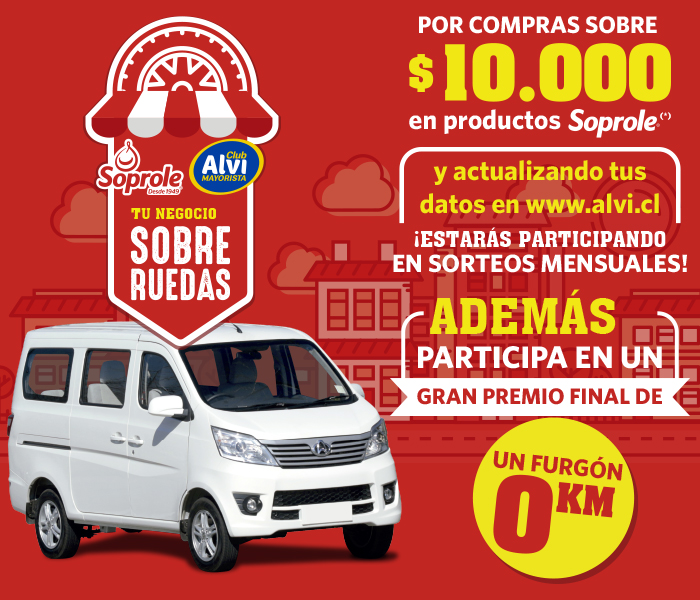 Soprole
Desde 1949
Club
Alvi
MAYORISTA
TU NEGOCIO
SOBRE
RUEDAS
POR COMPRAS SOBRE
$10.000
en productos Soprole(*)
y actualizando tus
datos en www.alvi.cl
¡ESTARÁS PARTICIPANDO
EN SORTEOS MENSUALES!
ADEMÁS
PARTICIPA EN UN
GRAN PREMIO FINAL DE
UN FURGÓN
0KM